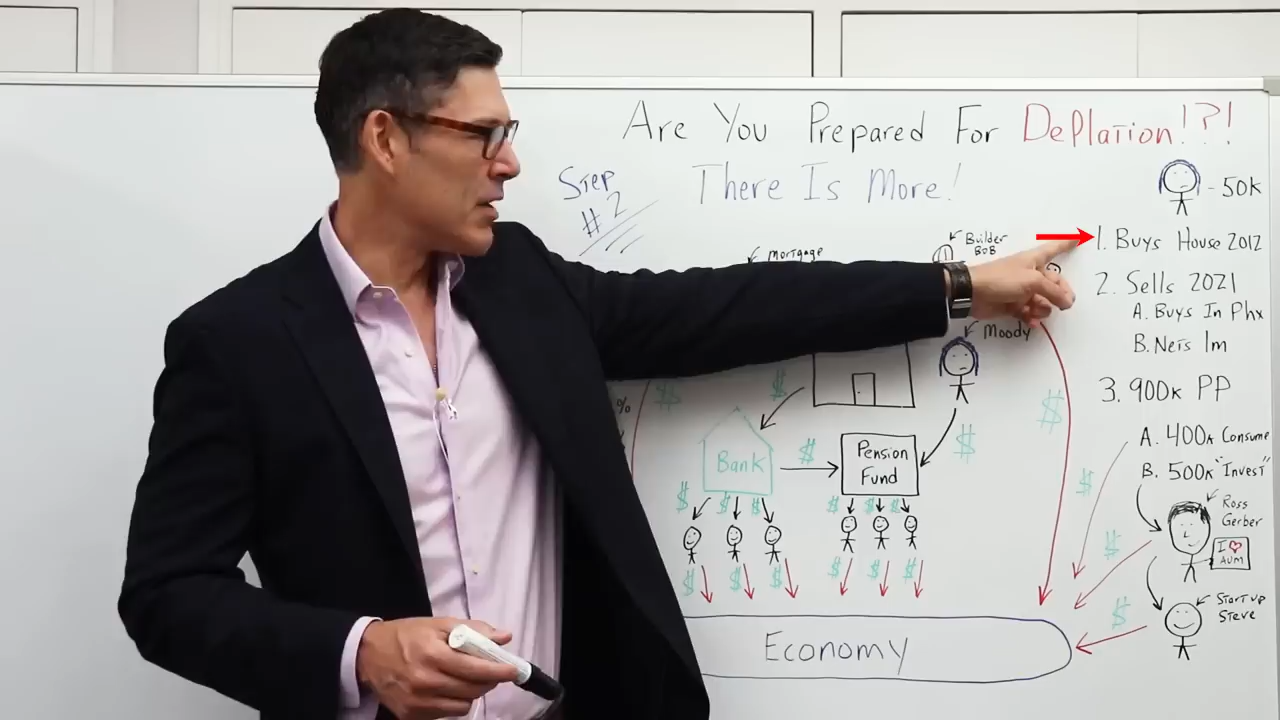 Are You Prepared For Deflation!?!
There Is More!
Step
#2
- 50k
1. Buys House 2012
2. Sells 2021
A. Buys In Phx
B. Nets 1m
3. 900k PP
A. 400k Consume
B. 500k "Invest"
Ross
Gerber
I ♡
AUM
Startup
Steve
Mortgage
Builder
BOB
Moody
%
$
$
$
Bank
$
Pension
Fund
$
$
$ $ $
$ $ $
$
$ $ $
$ $ $
$
Economy